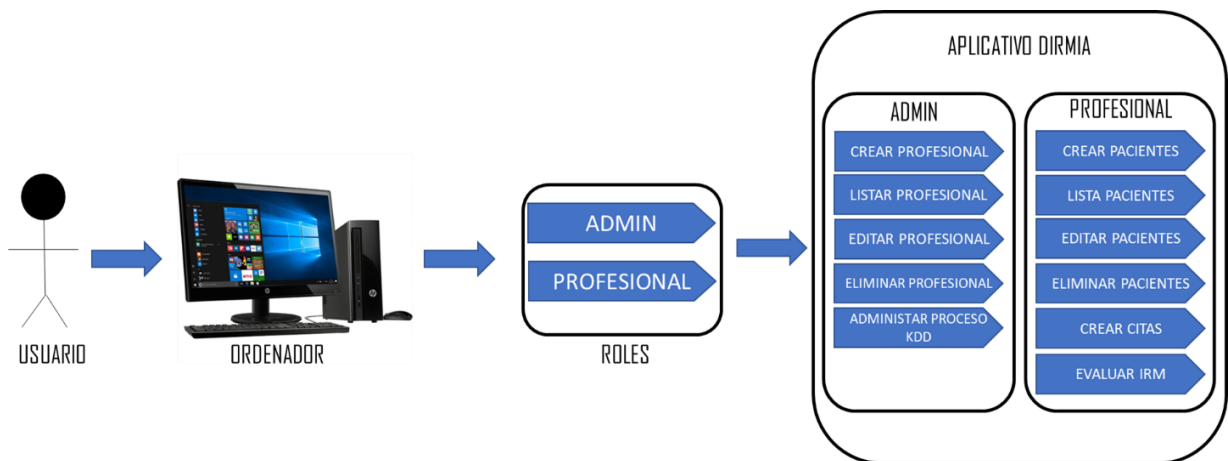 APLICATIVO DIRMIA
ADMIN
CREAR PROFESIONAL
LISTAR PROFESIONAL
EDITAR PROFESIONAL
ELIMINAR PROFESIONAL
ADMINISTAR PROCESO
KDD
PROFESIONAL
CREAR PACIENTES
LISTA PACIENTES
EDITAR PACIENTES
ELIMINAR PACIENTES
CREAR CITAS
EVALUAR IRM
ADMIN
PROFESIONAL
USUARIO
ORDENADOR
ROLES